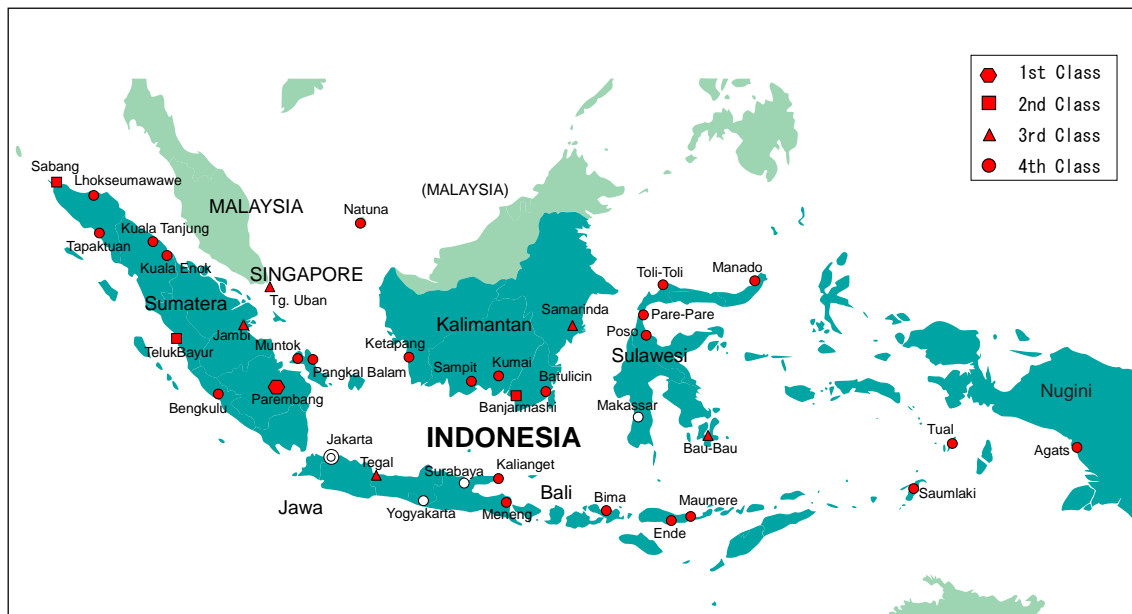 1st Class
2nd Class
3rd Class
4th Class
Sabang
Lhokseumawawe
(MALAYSIA)
MALAYSIA
Natuna
Kuala Tanjung
Tapaktuan
Kuala Enok
SINGAPORE
Toli-Toli
Manado
Tg. Uban
Sumatera
Samarinda
Pare-Pare
Kalimantan
Jambi
Poso
Muntok
Ketapang
TelukBayur
Sulawesi
Pangkal Balam
Sampit
Kumai
Batulicin
Nugini
Parembang
Bengkulu
Banjarmashi
Makassar
INDONESIA
Tual
Jakarta
Bau-Bau
Agats
Tegal
Surabaya
Kalianget
Bali
Bima
Maumere
Saumlaki
Jawa
Yogyakarta
Meneng
Ende